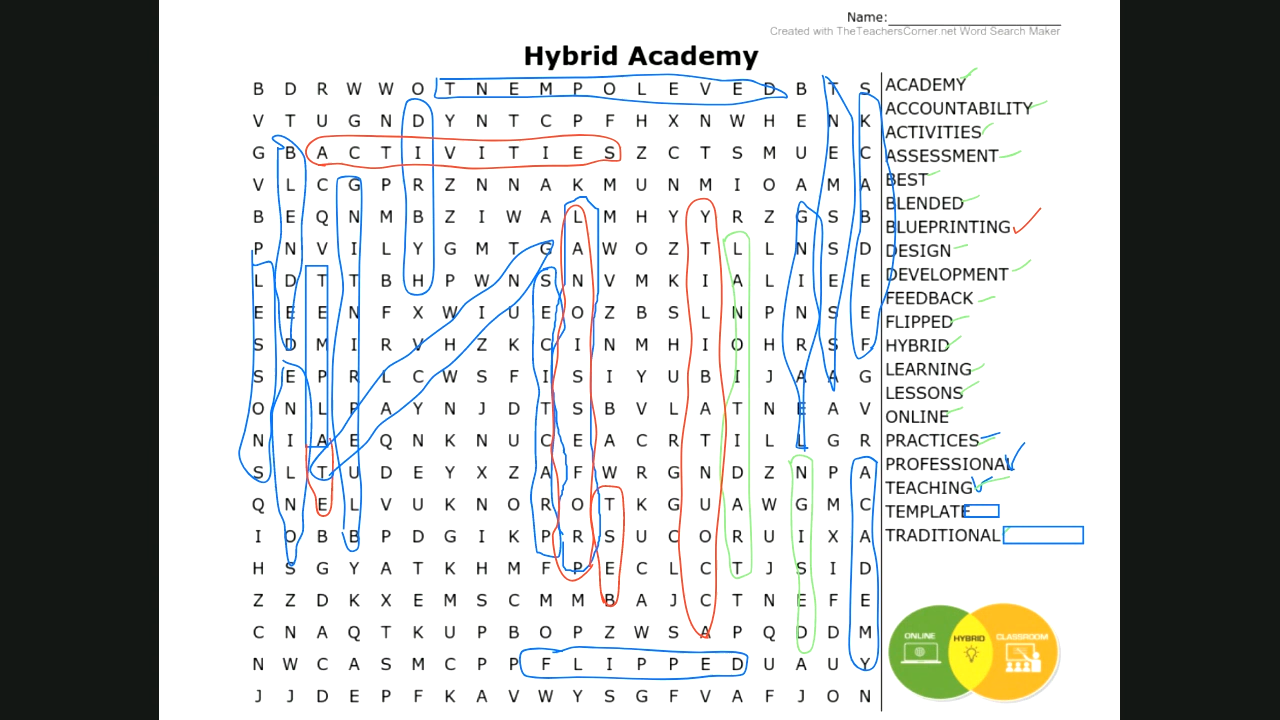 Name:
Created with TheTeachersCorner.net Word Search Maker
Hybrid Academy
B D R W W O T N E M P O L E V E D B T S
V T U G N D Y N T C P F H X N W H E N K
G B A C T I V I T I E S Z C T S M U E C
V L C G P R Z N N A K M U N M I O A M A
B E Q N M B Z I W A L M H Y Y R Z G S B
P N V I L Y G M T G A W O Z T L L N S D
L D T T B H P W N S N V M K I A L I E E
E E E N F X W I U E O Z B S L N P N S E
S D M I R V H Z K C I N M H I O H R S F
S E P R L C W S F I S I Y U B I J A A G
O N L P A Y N J D T S B V L A T N E A V
N I A E Q N K N U C E A C R T I L L G R
S L T U D E Y X Z A F W R G N D Z N P A
Q N E L V U K N O R O T K G U A W G M C
I O B B P D G I K P R S U C O R U I X A
H S G Y A T K H M F P E C L C T J S I D
Z Z D K X E M S C M M B A J C T N E F E
C N A Q T K U P B O P Z W S A P Q D D M
N W C A S M C P P F L I P P E D U A U Y
J J D E P F K A V W Y S G F V A F J O N
ACADEMY
ACCOUNTABILITY
ACTIVITIES
ASSESSMENT
BEST
BLENDED
BLUEPRINTING
DESIGN
DEVELOPMENT
FEEDBACK
FLIPPED
HYBRID
LEARNING
LESSONS
ONLINE
PRACTICES
PROFESSIONAL
TEACHING
TEMPLATE
TRADITIONAL
ONLINE
HYBRID
CLASSROOM